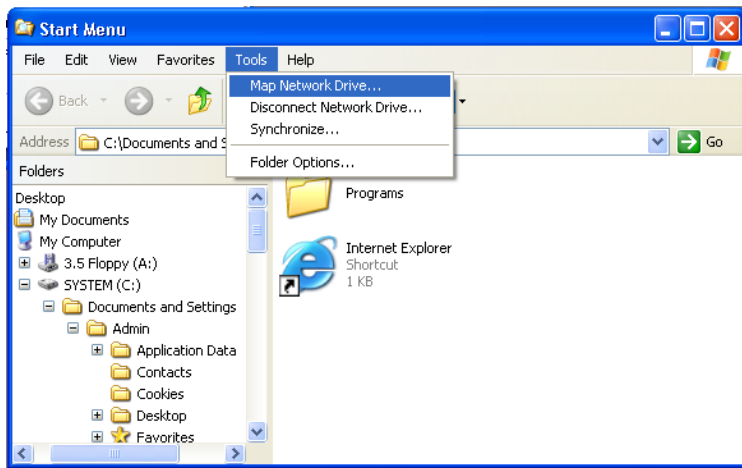 Start Menu
File Edit View Favorites Tools Help
Map Network Drive...
Disconnect Network Drive...
Synchronize...
Folder Options...
Back
Address C:\Documents and Go
Folders
Desktop
My Documents
My Computer
3.5 Floppy (A:)
SYSTEM (C:)
Documents and Settings
Admin
Application Data
Contacts
Cookies
Desktop
Favorites
Programs
Internet Explorer
Shortcut
1 KB